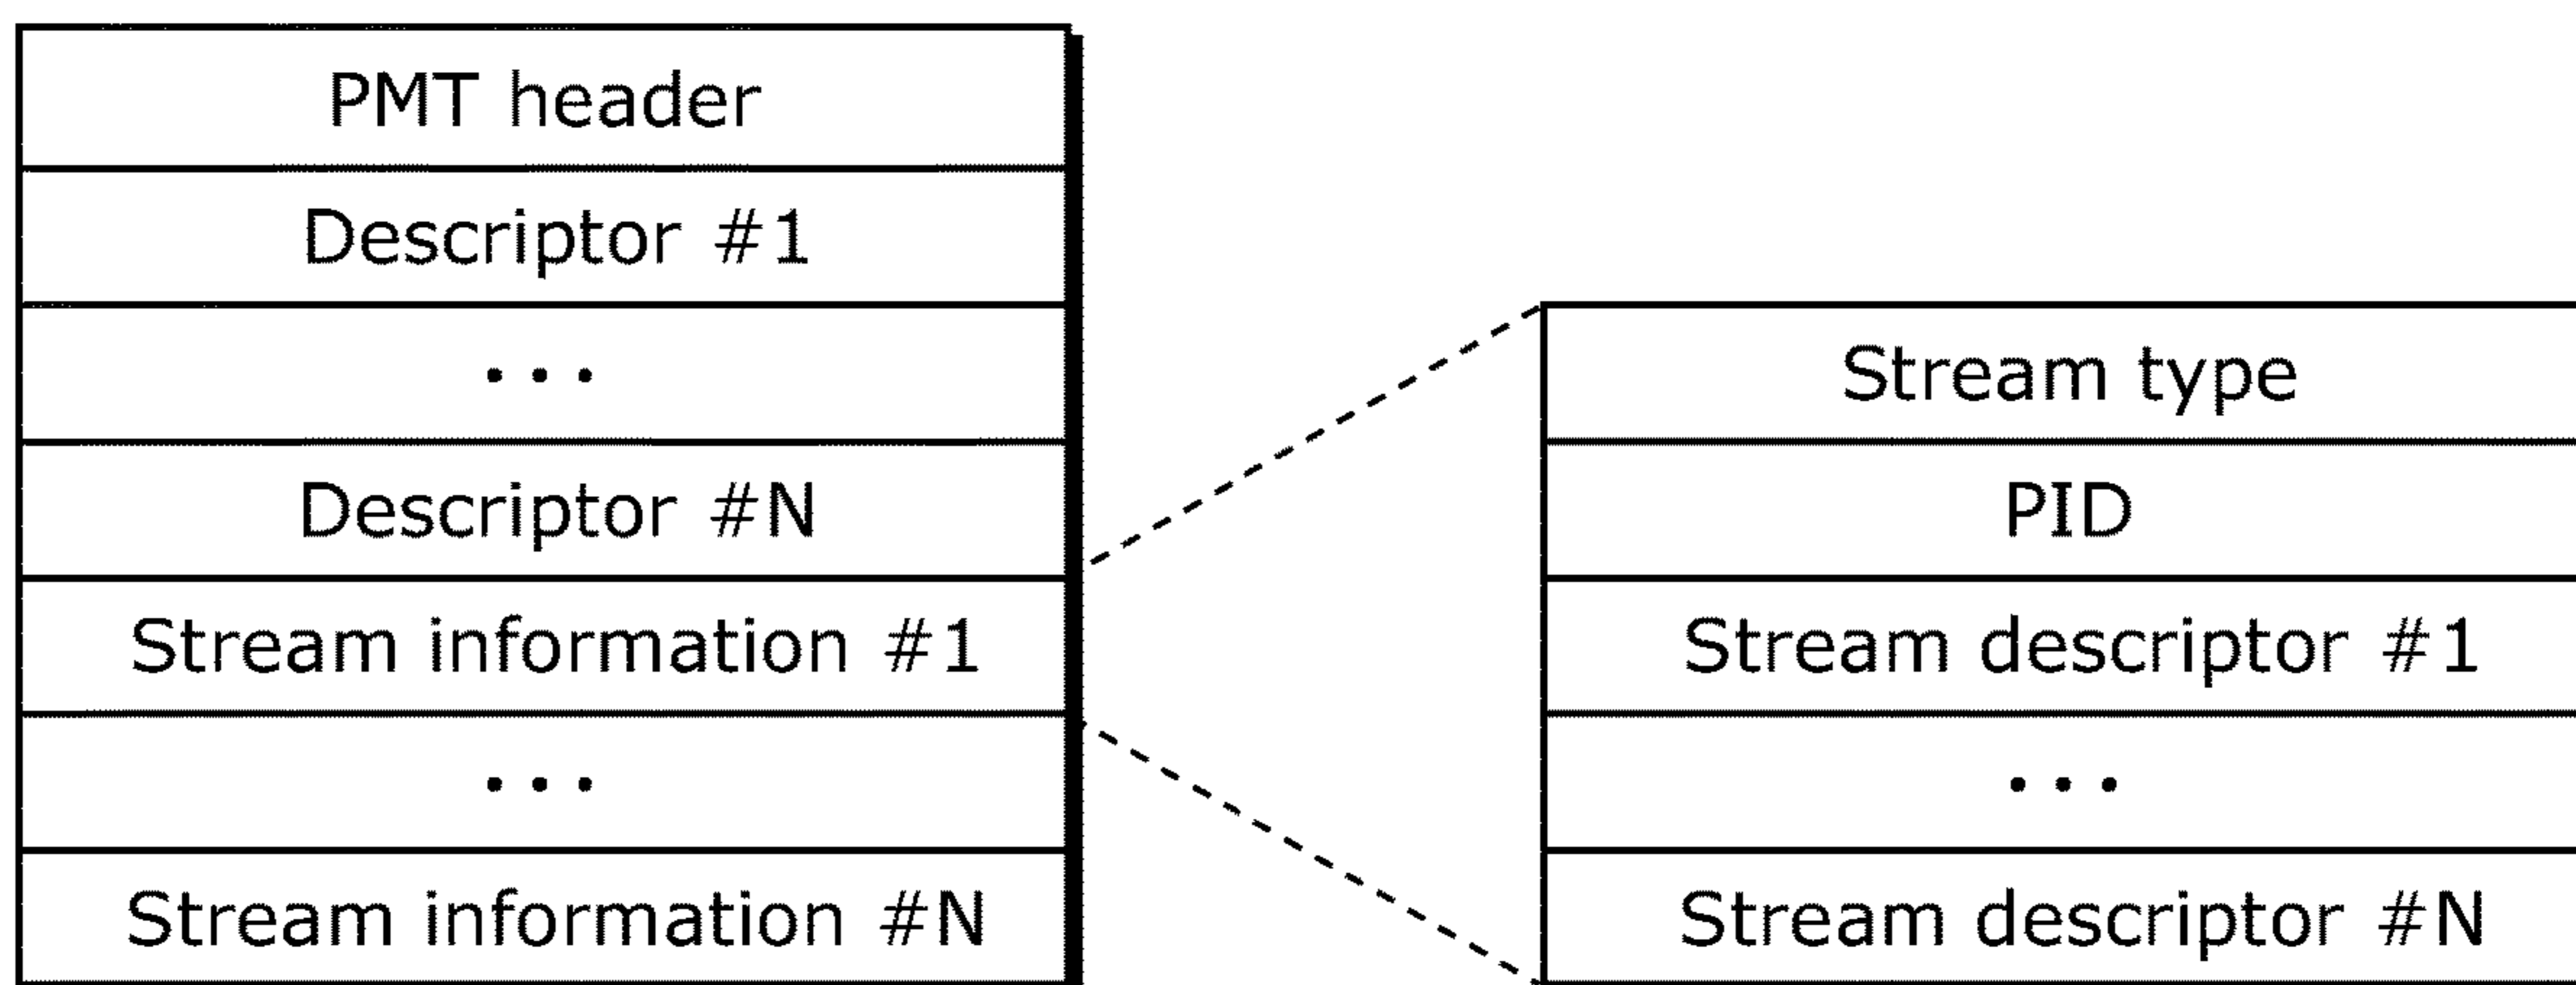 PMT header
Descriptor #1
...
Descriptor #N
Stream information #1
...
Stream information #N
Stream type
PID
Stream descriptor #1
...
Stream descriptor #N